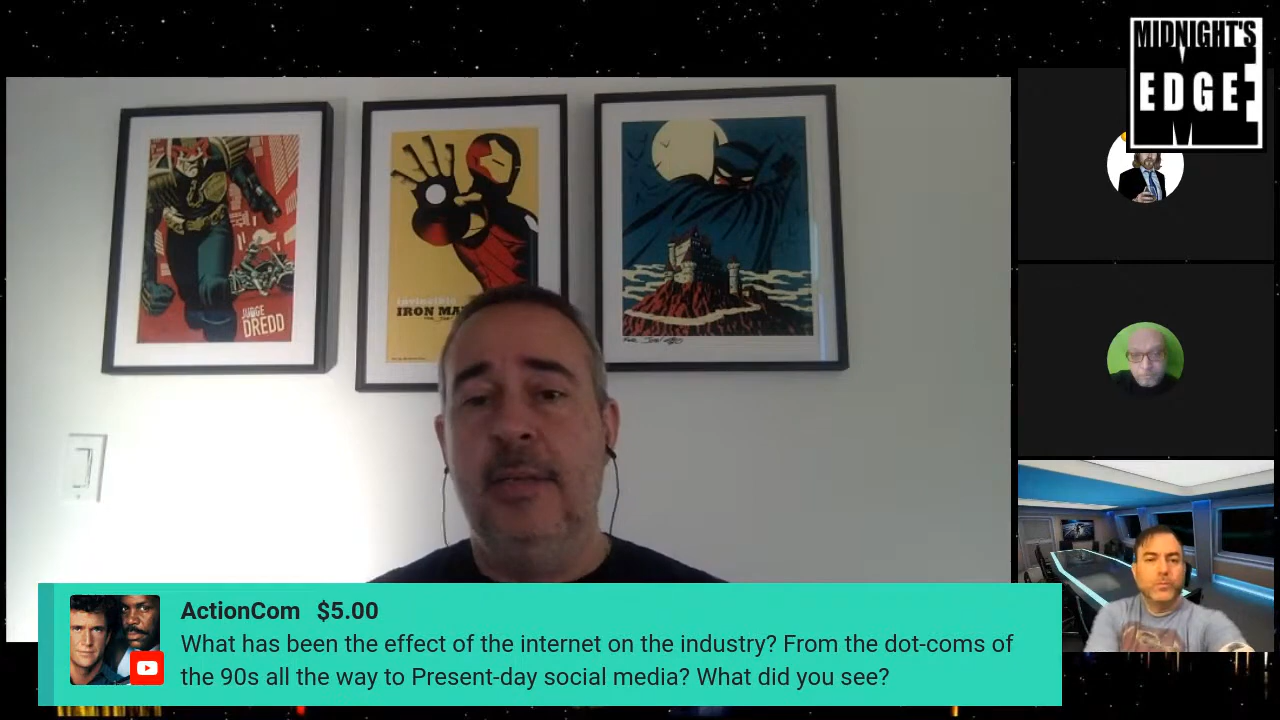 MIDNIGHT'S
EDGE
JUDGE
DREDD
invincible
IRON MA
ActionCom $5.00
What has been the effect of the internet on the industry? From the dot-coms of
the 90s all the way to Present-day social media? What did you see?